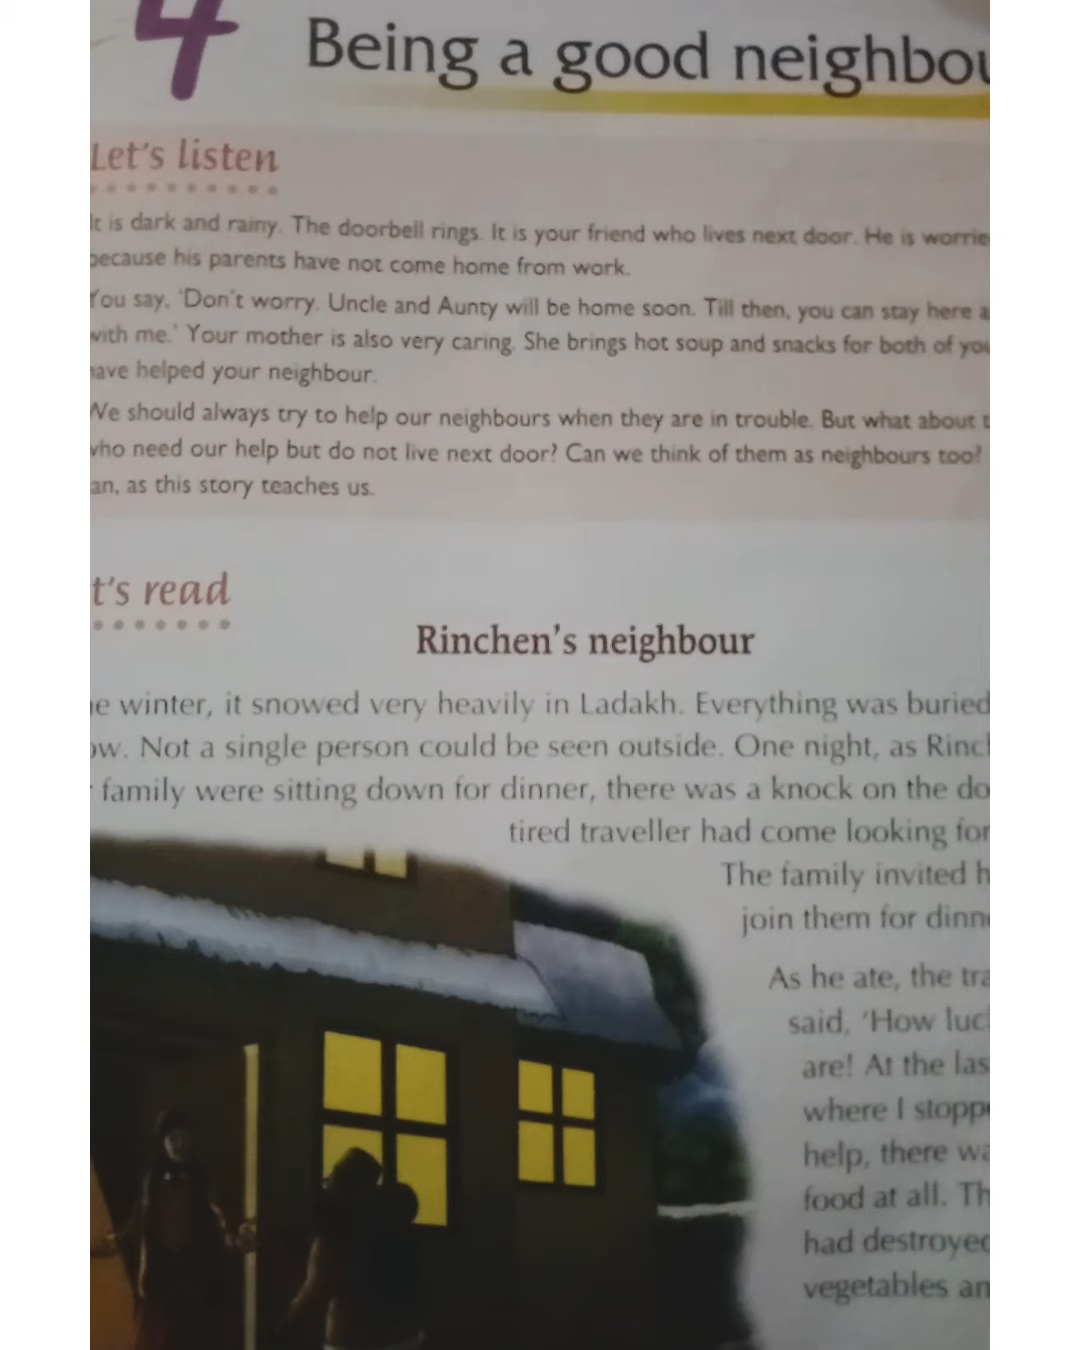 4 Being a good neighbou
Let's listen
It is dark and rainy. The doorbell rings. It is your friend who lives next door. He is worrie
because his parents have not come home from work.
You say, 'Don't worry. Uncle and Aunty will be home soon. Till then, you can stay here a
with me.' Your mother is also very caring. She brings hot soup and snacks for both of you
have helped your neighbour.
We should always try to help our neighbours when they are in trouble. But what about t
who need our help but do not live next door? Can we think of them as neighbours too?
an, as this story teaches us.
t's read
Rinchen's neighbour
ne winter, it snowed very heavily in Ladakh. Everything was buried
ow. Not a single person could be seen outside. One night, as Rinch
family were sitting down for dinner, there was a knock on the do
tired traveller had come looking for
The family invited h
join them for dinne
As he ate, the tra
said, 'How luc
are! At the las
where I stopp
help, there wa
food at all. Th
had destroyed
vegetables an